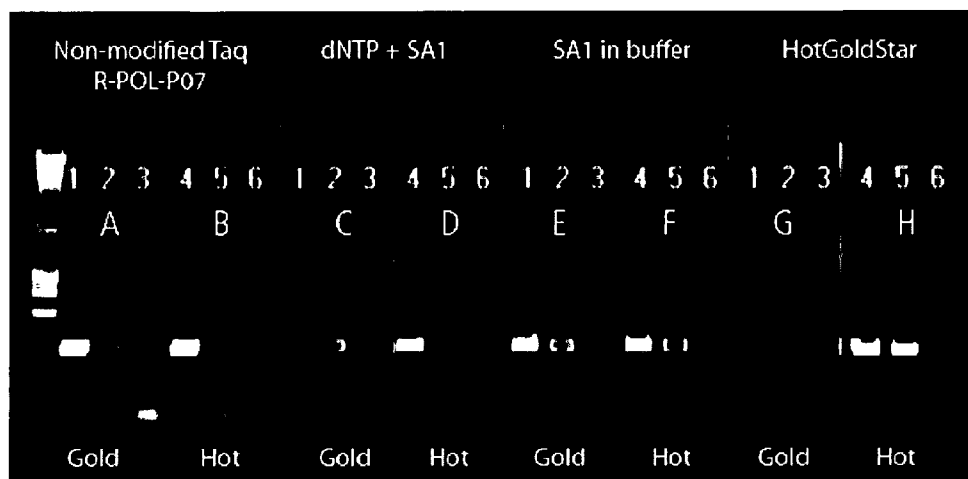 Non-modified Taq dNTP + SA1 SA1 in buffer HotGoldStar
R-POL-P07
1 2 3 4 5 6 1 2 3 4 5 6 1 2 3 4 5 6 1 2 3 4 5 6
A B C D E F G H
Gold Hot Gold Hot Gold Hot Gold Hot